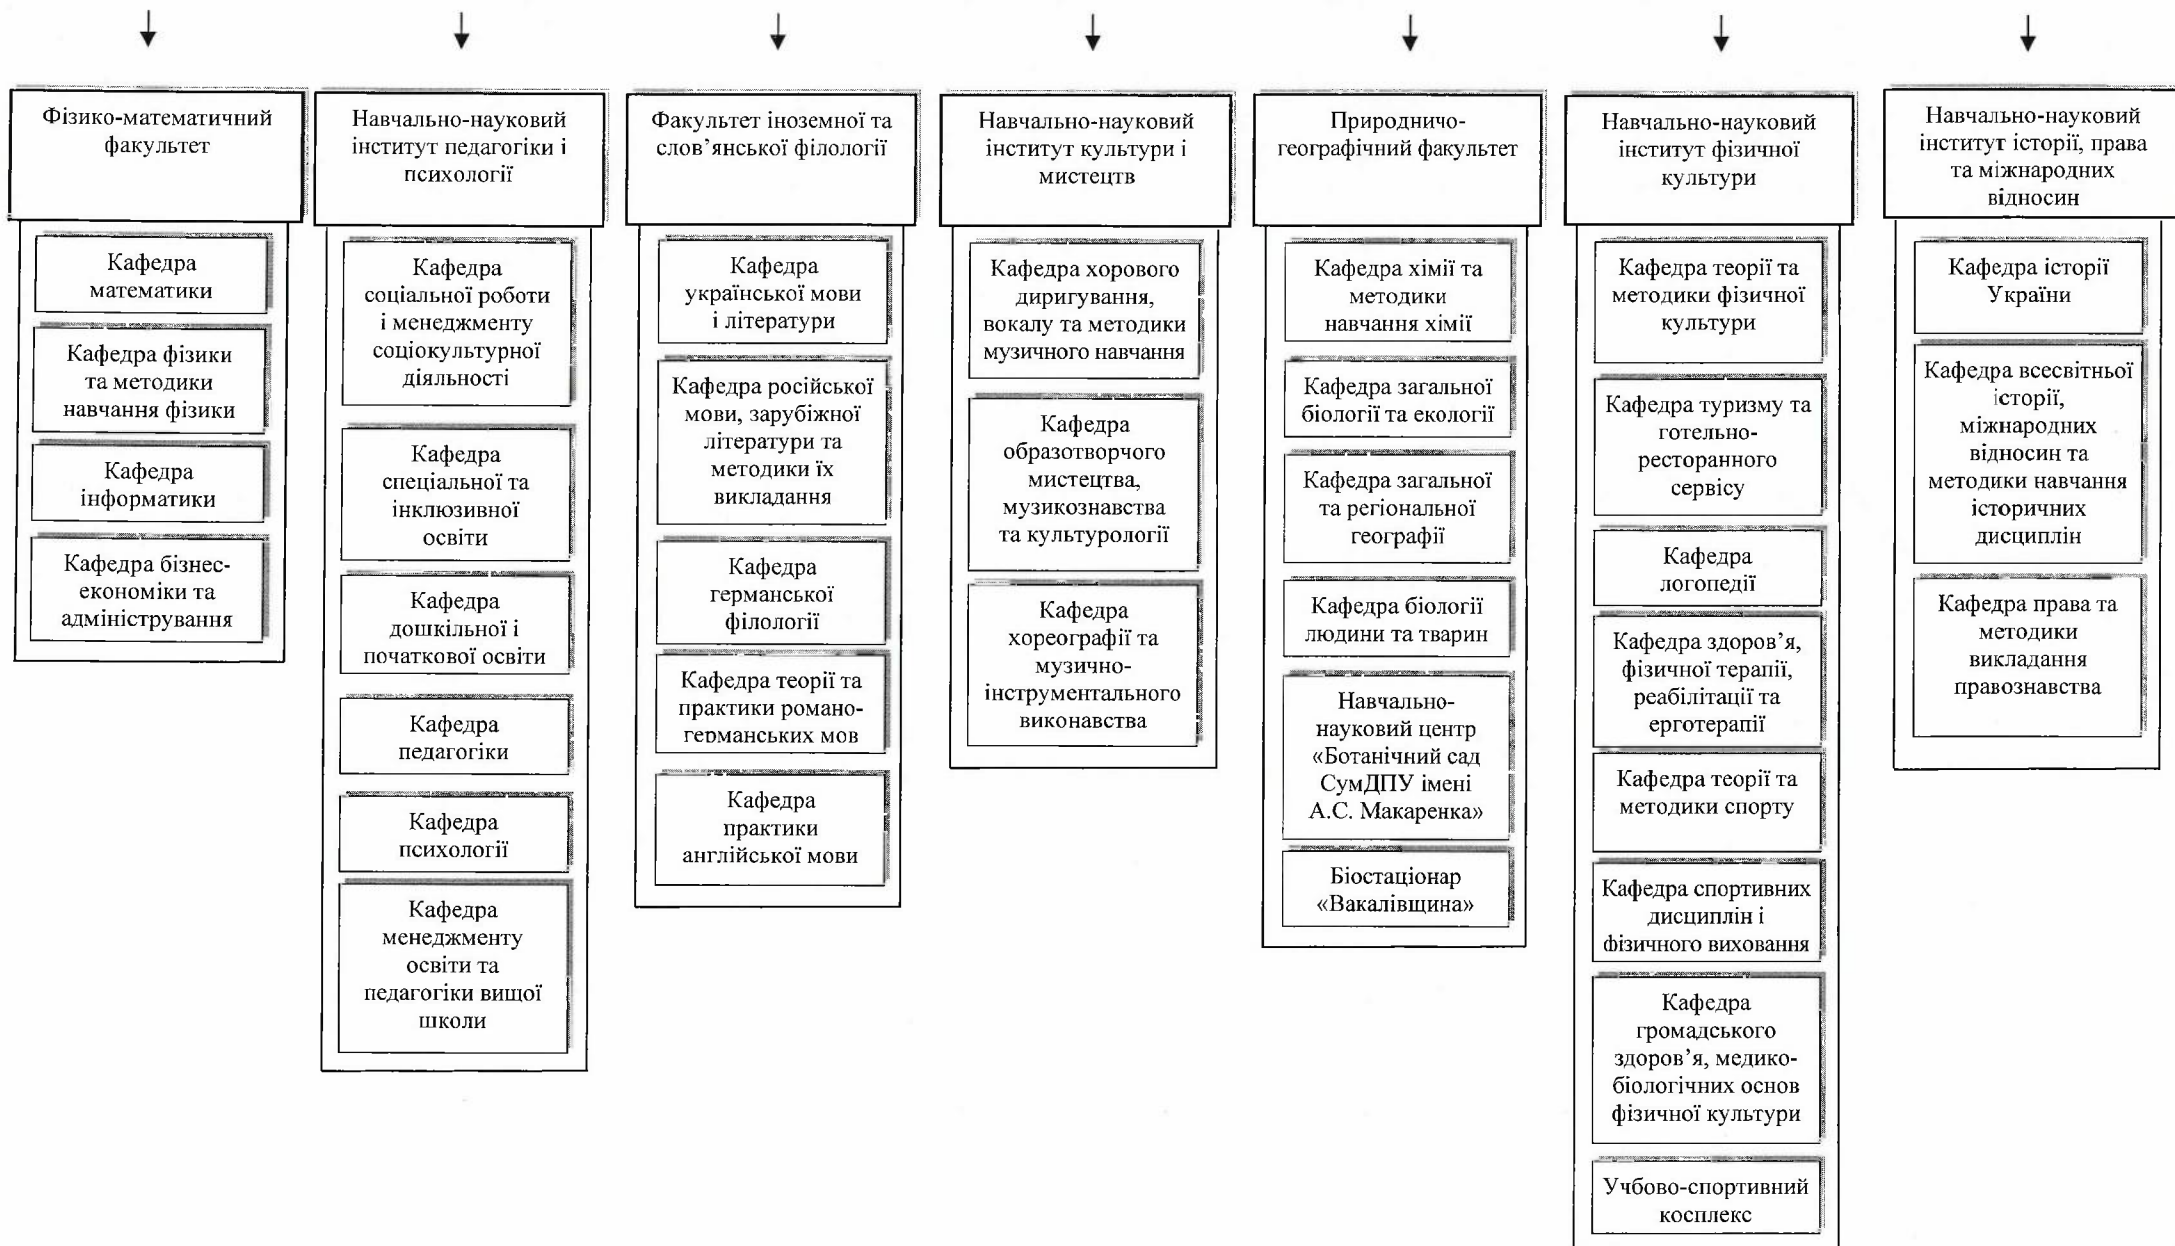 Фізико-математичний
факультет
Кафедра
математики
Кафедра фізики
та методики
навчання фізики
Кафедра
інформатики
Кафедра бізнес-
економіки та
адміністрування
Навчально-науковий
інститут педагогіки і
психології
Кафедра
соціальної роботи
і менеджменту
соціокультурної
діяльності
Кафедра
спеціальної та
інклюзивної
освіти
Кафедра
дошкільної і
початкової освіти
Кафедра
педагогіки
Кафедра
психології
Кафедра
менеджменту
освіти та
педагогіки вищої
школи
Факультет іноземної та
слов’янської філології
Кафедра
української мови
і літератури
Кафедра російської
мови, зарубіжної
літератури та
методики їх
викладання
Кафедра
германської
філології
Кафедра теорії та
практики романо-
германських мов
Кафедра
практики
англійської мови
Навчально-науковий
інститут культури і
мистецтв
Кафедра хорового
диригування,
вокалу та методики
музичного навчання
Кафедра
образотворчого
мистецтва,
музикознавства
та культурології
Кафедра
хореографії та
музично-
інструментального
виконавства
Природничо-
географічний факультет
Кафедра хімії та
методики
навчання хімії
Кафедра загальної
біології та екології
Кафедра загальної
та регіональної
географії
Кафедра біології
людини та тварин
Навчально-
науковий центр
«Ботанічний сад
СумДПУ імені
А.С. Макаренка»
Біостаціонар
«Вакалівщина»
Навчально-науковий
інститут фізичної
культури
Кафедра теорії та
методики фізичної
культури
Кафедра туризму та
готельно-
ресторанного
сервісу
Кафедра
логопедії
Кафедра здоров’я,
фізичної терапії,
реабілітації та
ерготерапії
Кафедра теорії та
методики спорту
Кафедра спортивних
дисциплін і
фізичного виховання
Кафедра
громадського
здоров’я, медико-
біологічних основ
фізичної культури
Учбово-спортивний
косплекс
Навчально-науковий
інститут історії, права
та міжнародних
відносин
Кафедра історії
України
Кафедра всесвітньої
історії,
міжнародних
відносин та
методики навчання
історичних
дисциплін
Кафедра права та
методики
викладання
правознавства